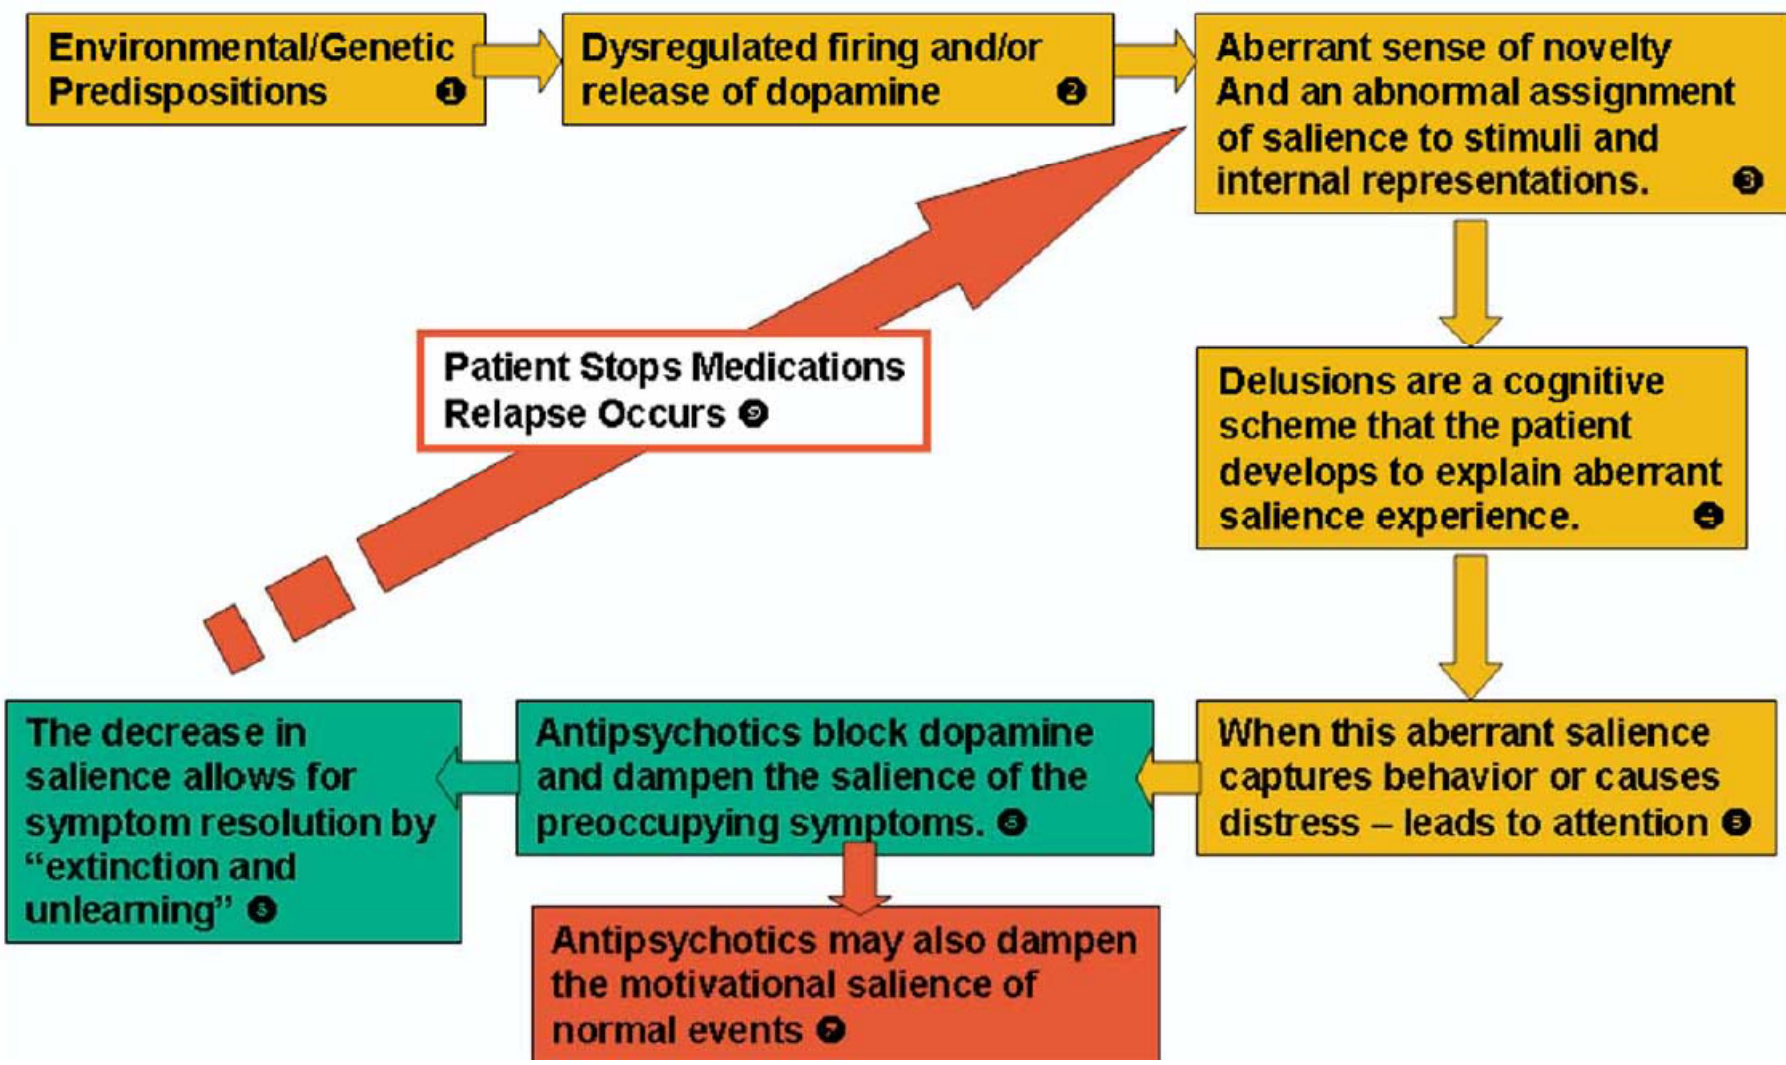 Environmental/Genetic
Predispositions ❶
Dysregulated firing and/or
release of dopamine ❷
Aberrant sense of novelty
And an abnormal assignment
of salience to stimuli and
internal representations. ❸
Patient Stops Medications
Relapse Occurs ❾
Delusions are a cognitive
scheme that the patient
develops to explain aberrant
salience experience. ❹
The decrease in
salience allows for
symptom resolution by
“extinction and
unlearning”
Antipsychotics block dopamine
and dampen the salience of the
preoccupying symptoms.
When this aberrant salience
captures behavior or causes
distress – leads to attention ❺
Antipsychotics may also dampen
the motivational salience of
normal events ❼